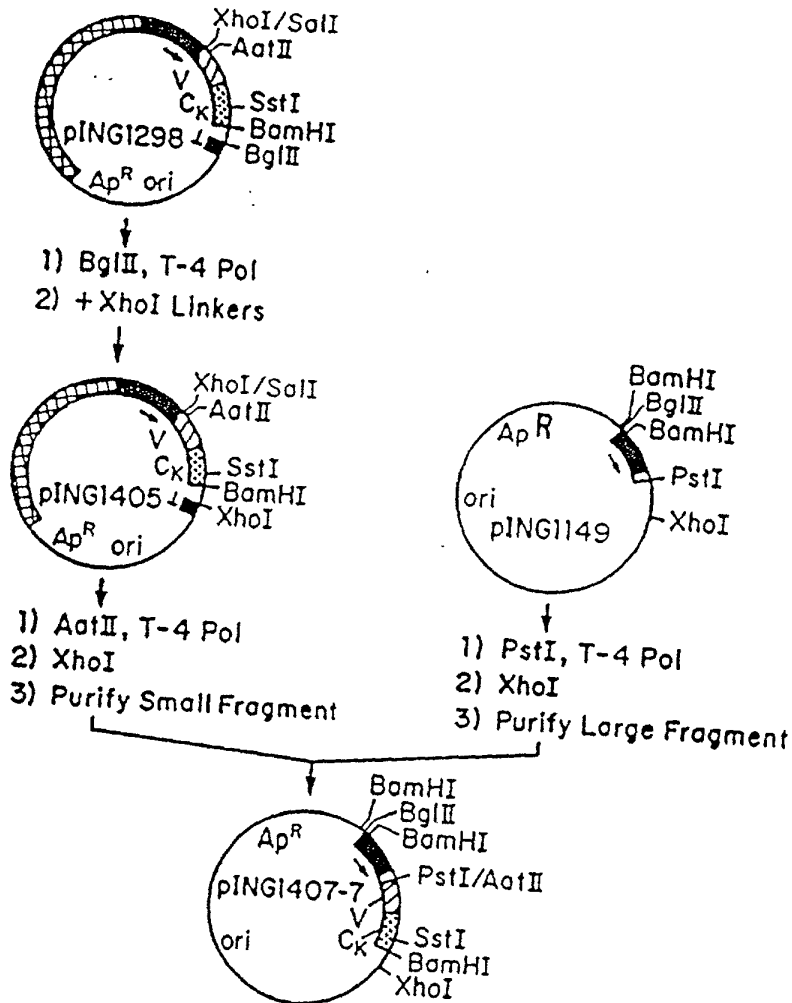 XhoI/SalI
AatII
V
Cκ
SstI
pING1298
BamHI
BglII
Apᴿ ori
1) BglII, T-4 Pol
2) + XhoI Linkers
XhoI/SalI
AatII
V
Cκ
SstI
pING1405
BamHI
XhoI
Apᴿ ori
BamHI
BglII
BamHI
Apᴿ
PstI
ori
XhoI
pING1149
1) AatII, T-4 Pol
2) XhoI
3) Purify Small Fragment
1) PstI, T-4 Pol
2) XhoI
3) Purify Large Fragment
BamHI
BglII
BamHI
Apᴿ
PstI/AatII
pING1407-7
V
Cκ
ori
SstI
BamHI
XhoI